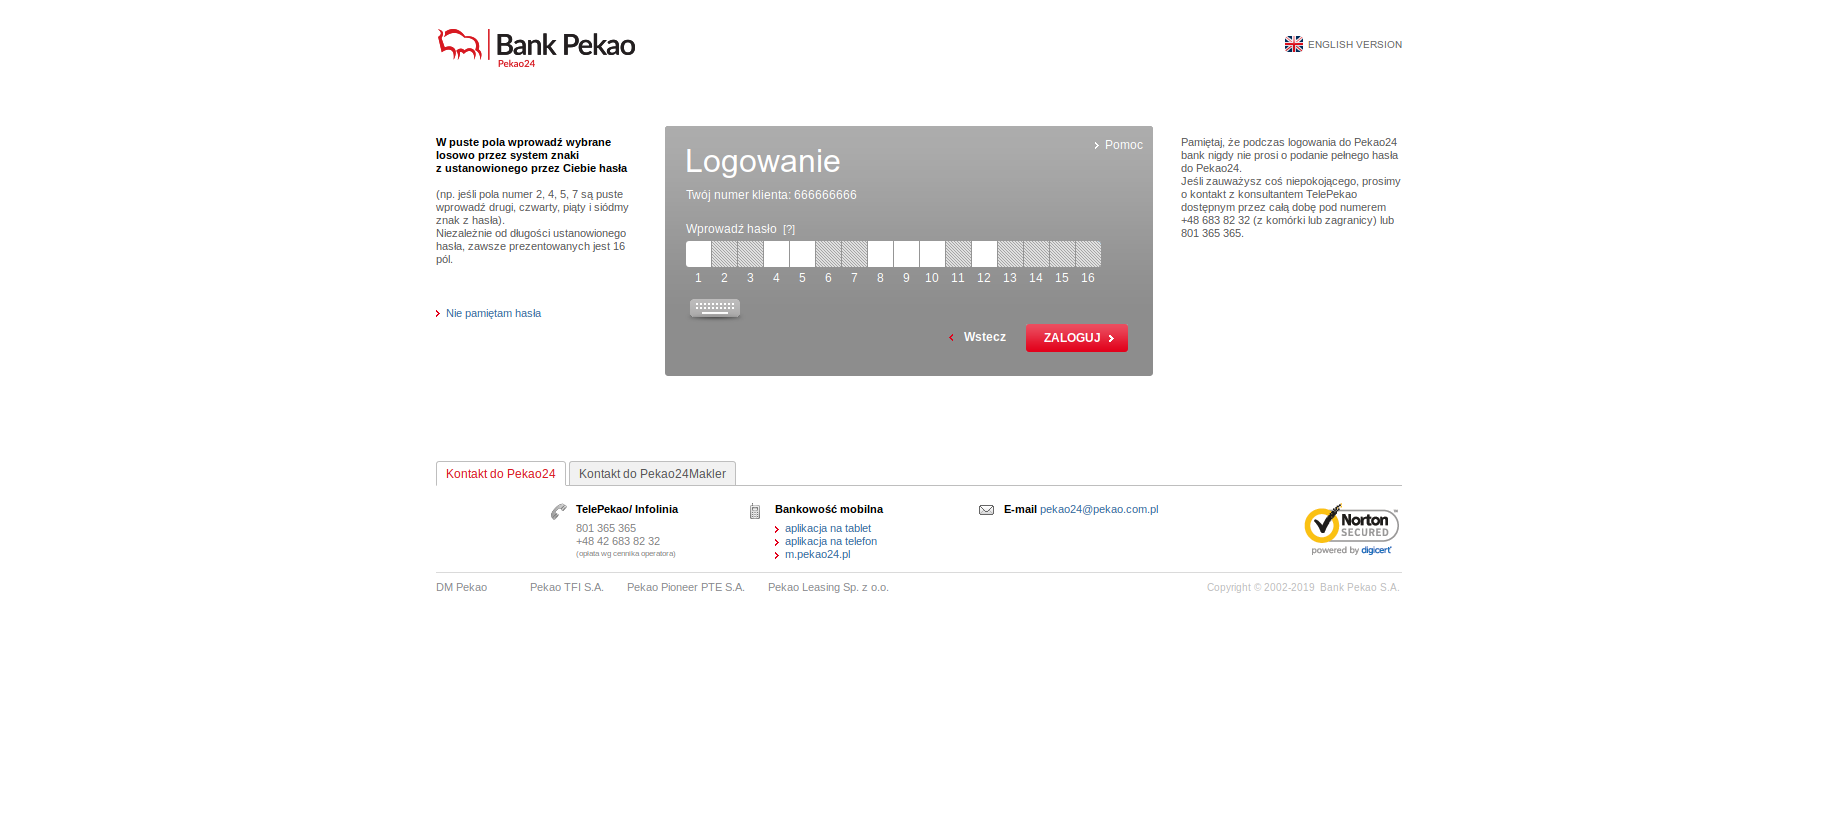 Bank Pekao
Pekao24
ENGLISH VERSION
W puste pola wprowadź wybrane
losowo przez system znaki
z ustanowionego przez Ciebie hasła
(np. jeśli pola numer 2, 4, 5, 7 są puste
wprowadź drugi, czwarty, piąty i siódmy
znak z hasła).
Niezależnie od długości ustanowionego
hasła, zawsze prezentowanych jest 16
pól.
Nie pamiętam hasła
Pomoc
Logowanie
Twój numer klienta: 666666666
Wprowadź hasło [?]
1 2 3 4 5 6 7 8 9 10 11 12 13 14 15 16
Wstecz
ZALOGUJ
Pamiętaj, że podczas logowania do Pekao24
bank nigdy nie prosi o podanie pełnego hasła
do Pekao24.
Jeśli zauważysz coś niepokojącego, prosimy
o kontakt z konsultantem TelePekao
dostępnym przez całą dobę pod numerem
+48 683 82 32 (z komórki lub zagranicy) lub
801 365 365.
Kontakt do Pekao24
Kontakt do Pekao24Makler
TelePekao/ Infolinia
801 365 365
+48 42 683 82 32
(opłata wg cennika operatora)
Bankowość mobilna
aplikacja na tablet
aplikacja na telefon
m.pekao24.pl
E-mail pekao24@pekao.com.pl
Norton
SECURED
powered by digicert
DM Pekao
Pekao TFI S.A.
Pekao Pioneer PTE S.A.
Pekao Leasing Sp. z o.o.
Copyright © 2002-2019 Bank Pekao S.A.